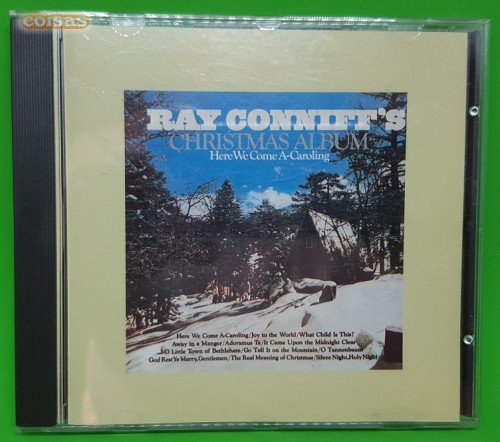 coisas
RAY CONNIFF'S
CHRISTMAS ALBUM
Here We Come A-Caroling
Here We Come A-Caroling/Joy to the World/What Child Is This?
Away in a Manger/Adoramus Te/It Came Upon the Midnight Clear
O Little Town of Bethlehem/Go Tell It on the Mountain/O Tannenbaum
God Rest Ye Merry, Gentlemen/The Real Meaning of Christmas/Silent Night, Holy Night